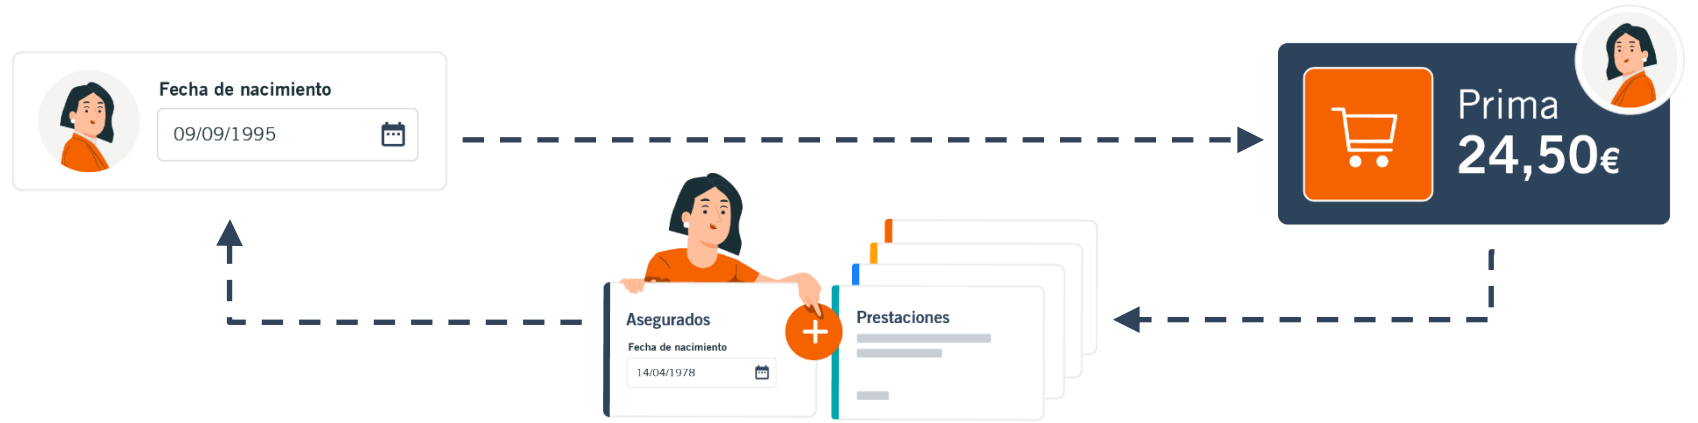 Fecha de nacimiento
09/09/1995
Prima
24,50€
Asegurados
Fecha de nacimiento
14/04/1978
Prestaciones